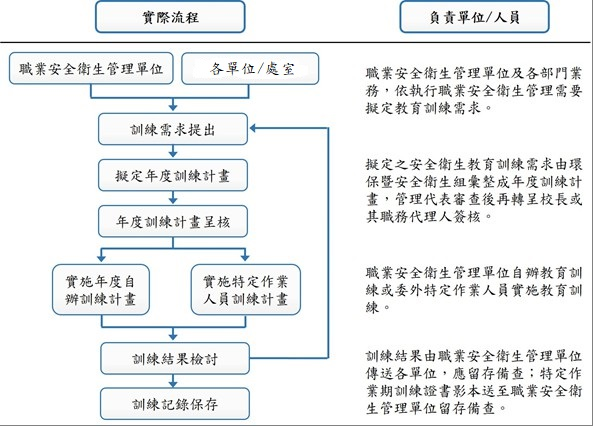 實際流程
負責單位/人員
職業安全衛生管理單位
各單位/處室
職業安全衛生管理單位及各部門業
務，依執行職業安全衛生管理需要
擬定教育訓練需求。
訓練需求提出
擬定年度訓練計畫
擬定之安全衛生教育訓練需求由環
保暨安全衛生組彙整成年度訓練計
畫，管理代表審查後再轉呈校長或
其職務代理人簽核。
年度訓練計畫呈核
實施年度自
辦訓練計畫
實施特定作業
人員訓練計畫
職業安全衛生管理單位自辦教育訓
練或委外特定作業人員實施教育訓
練。
訓練結果檢討
訓練結果由職業安全衛生管理單位
傳送各單位，應留存備查；特定作
業期訓練證書影本送至職業安全衛
生管理單位留存備查。
訓練記錄保存